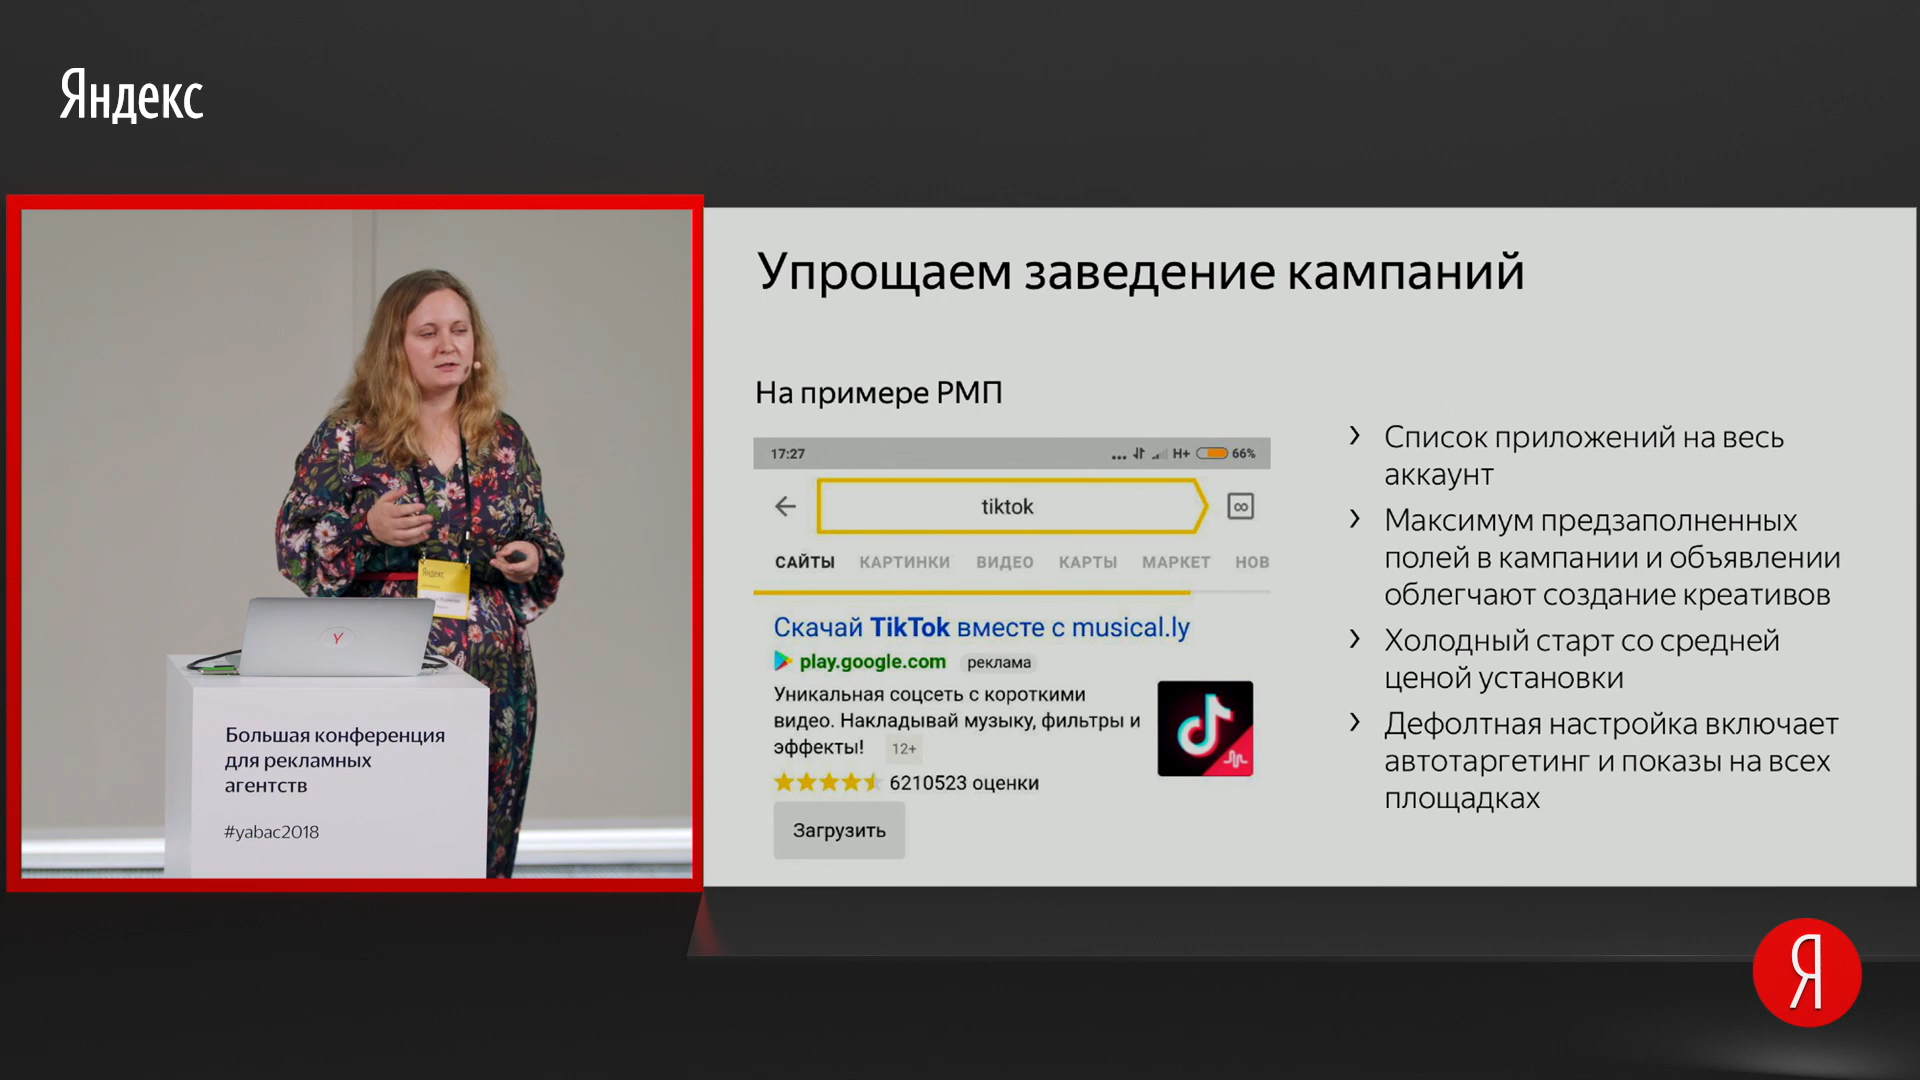 Яндекс
Упрощаем заведение кампаний
На примере РМП
17:27
H+ 66%
tiktok
САЙТЫ КАРТИНКИ ВИДЕО КАРТЫ МАРКЕТ НОВ
Скачай TikTok вместе с musical.ly
play.google.com реклама
Уникальная соцсеть с короткими
видео. Накладывай музыку, фильтры и
эффекты! 12+
6210523 оценки
Загрузить
› Список приложений на весь
аккаунт
› Максимум предзаполненных
полей в кампании и объявлении
облегчают создание креативов
› Холодный старт со средней
ценой установки
› Дефолтная настройка включает
автотаргетинг и показы на всех
площадках
Яндекс
Y
Большая конференция
для рекламных
агентств
#yabac2018
Я